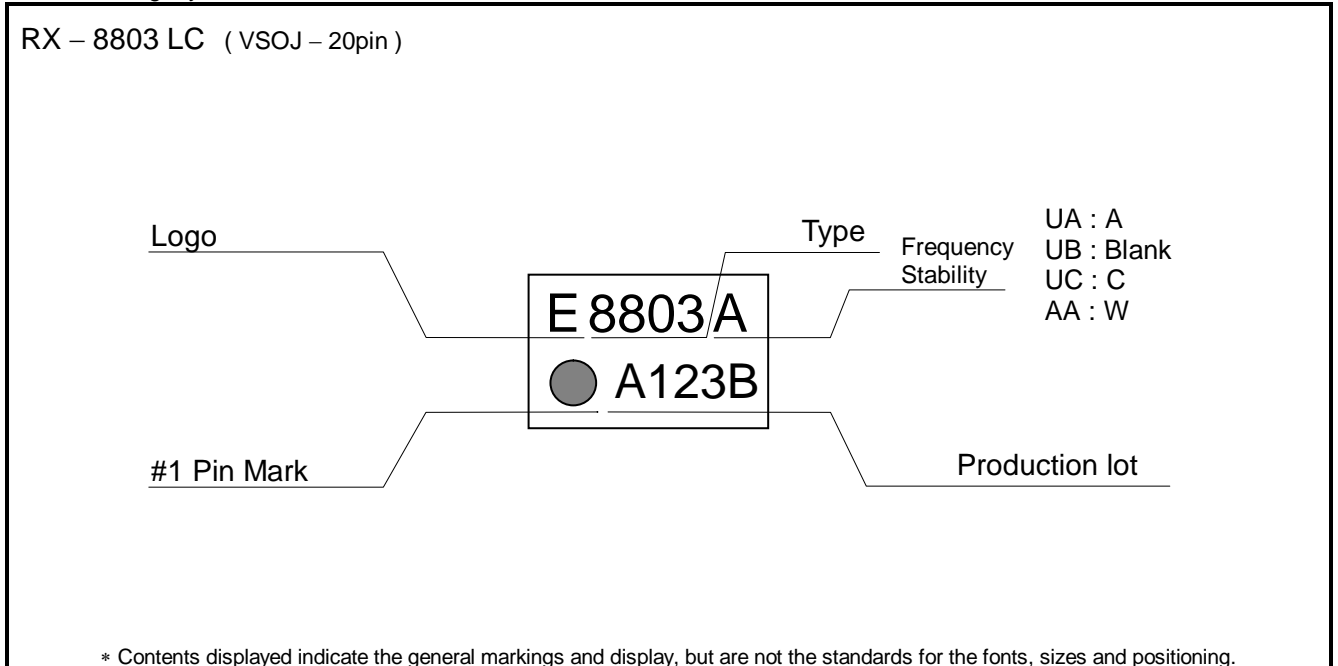 RX – 8803 LC ( VSOJ – 20pin )
Logo
Type
Frequency
Stability
UA : A
UB : Blank
UC : C
AA : W
E 8803 A
A123B
#1 Pin Mark
Production lot
* Contents displayed indicate the general markings and display, but are not the standards for the fonts, sizes and positioning.